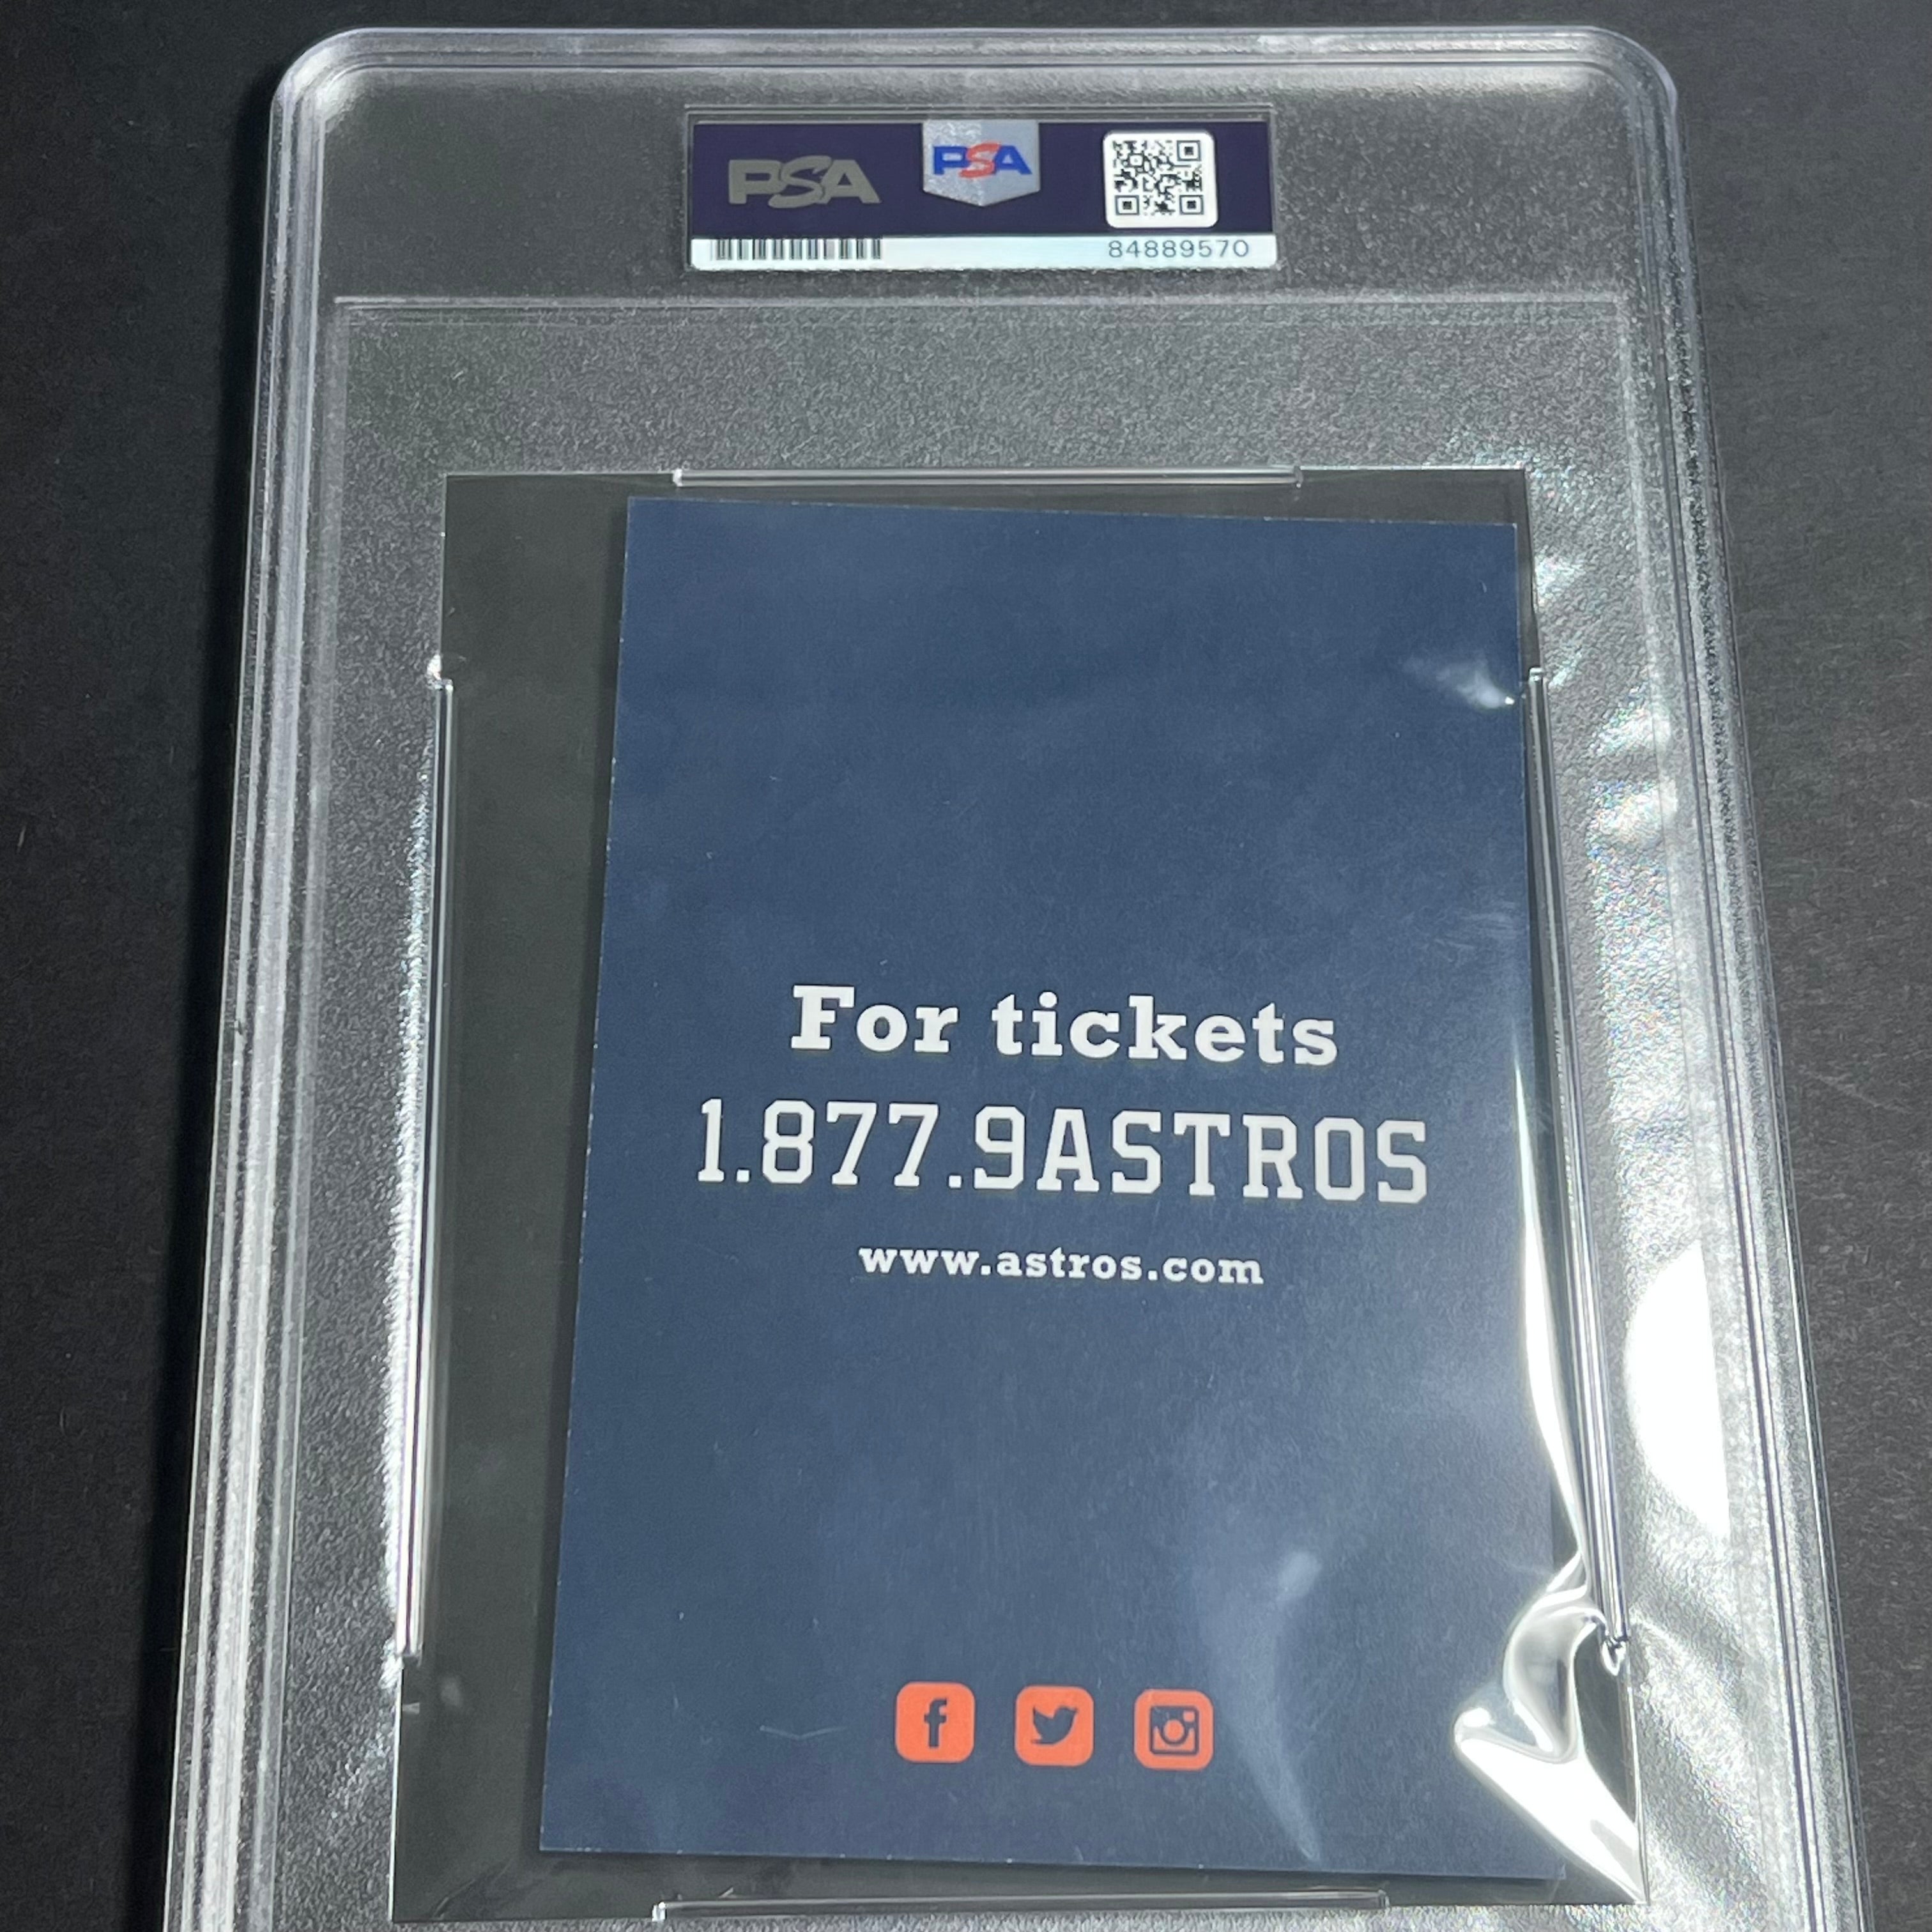 PSA
PSA
84889570
For tickets
1.877.9ASTROS
www.astros.com